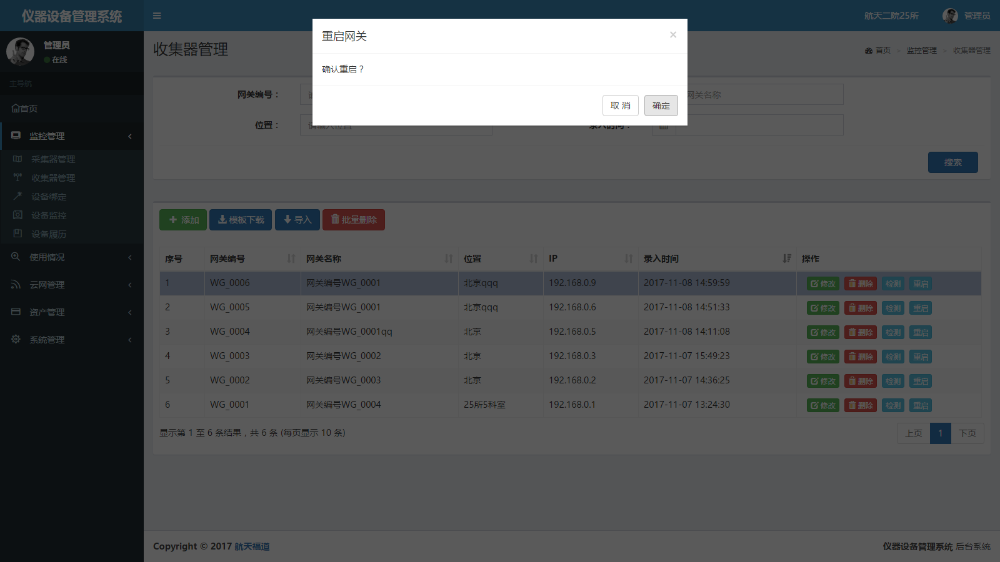 仪器设备管理系统
航天二院25所 管理员
管理员
在线
主导航
首页
监控管理
采集器管理
收集器管理
设备绑定
设备监控
设备履历
使用情况
云网管理
资产管理
系统管理
收集器管理
首页 > 监控管理 > 收集器管理
重启网关 ×
确认重启？
取 消 确定
网关编号： 网关名称
位置： 请输入位置 录入时间：
搜索
添加 模板下载 导入 批量删除
序号 网关编号 网关名称 位置 IP 录入时间 操作
1 WG_0006 网关编号WG_0001 北京qqq 192.168.0.9 2017-11-08 14:59:59 修改 删除 检测 重启
2 WG_0005 网关编号WG_0001 北京qqq 192.168.0.6 2017-11-08 14:51:33 修改 删除 检测 重启
3 WG_0004 网关编号WG_0001qq 北京 192.168.0.5 2017-11-08 14:11:08 修改 删除 检测 重启
4 WG_0003 网关编号WG_0002 北京 192.168.0.3 2017-11-07 15:49:23 修改 删除 检测 重启
5 WG_0002 网关编号WG_0003 北京 192.168.0.2 2017-11-07 14:36:25 修改 删除 检测 重启
6 WG_0001 网关编号WG_0004 25所5科室 192.168.0.1 2017-11-07 13:24:30 修改 删除 检测 重启
显示第 1 至 6 条结果，共 6 条 (每页显示 10 条)
上页 1 下页
Copyright © 2017 航天福道
仪器设备管理系统 后台系统